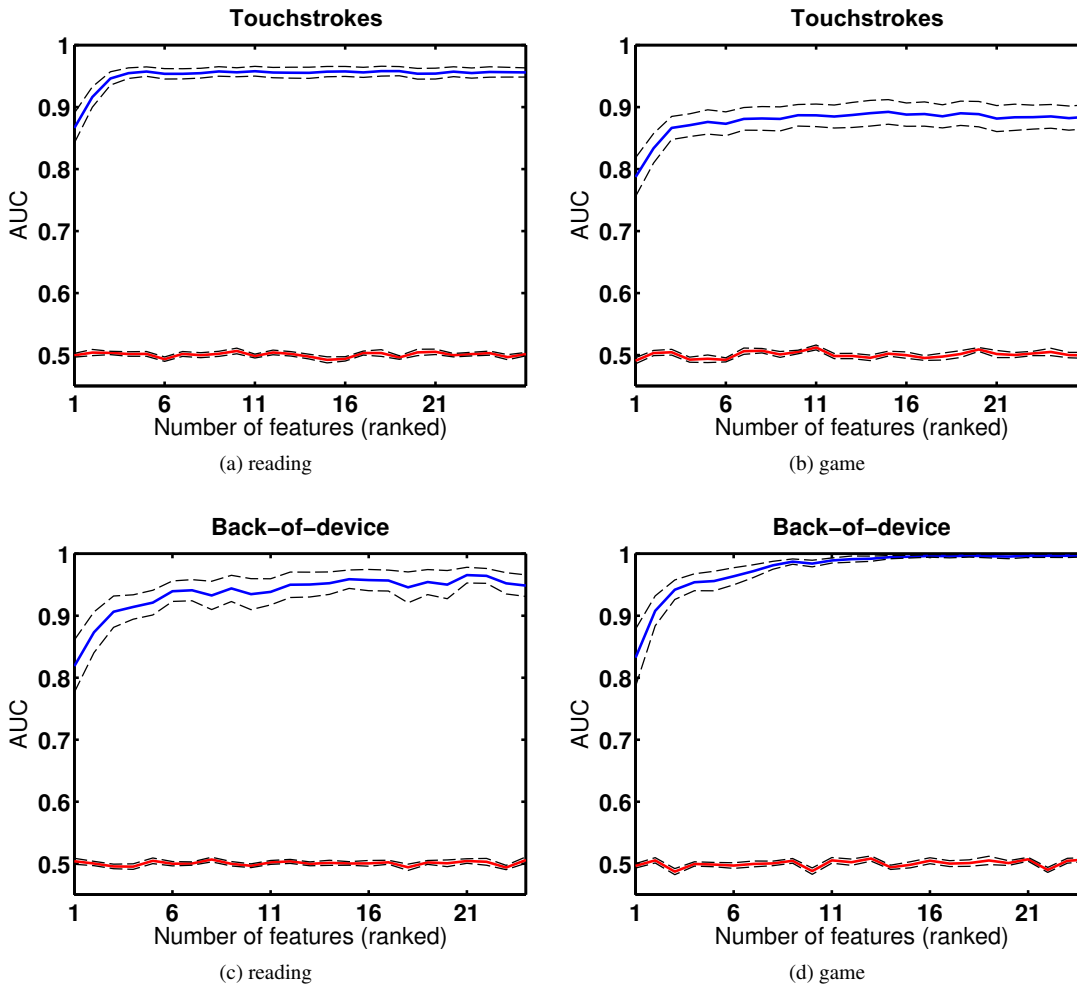 Touchstrokes
1
0.9
0.8
0.7
0.6
0.5
AUC
1 6 11 16 21
Number of features (ranked)
(a) reading
Touchstrokes
1
0.9
0.8
0.7
0.6
0.5
AUC
1 6 11 16 21
Number of features (ranked)
(b) game
Back−of−device
1
0.9
0.8
0.7
0.6
0.5
AUC
1 6 11 16 21
Number of features (ranked)
(c) reading
Back−of−device
1
0.9
0.8
0.7
0.6
0.5
AUC
1 6 11 16 21
Number of features (ranked)
(d) game